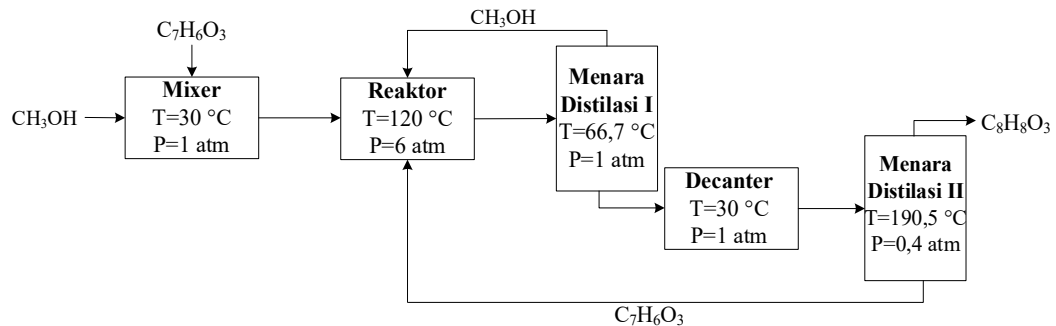 C₇H₆O₃
CH₃OH
Mixer
T=30 °C
P=1 atm
CH₃OH
Reaktor
T=120 °C
P=6 atm
Menara
Distilasi I
T=66,7 °C
P=1 atm
Decanter
T=30 °C
P=1 atm
C₈H₈O₃
Menara
Distilasi II
T=190,5 °C
P=0,4 atm
C₇H₆O₃